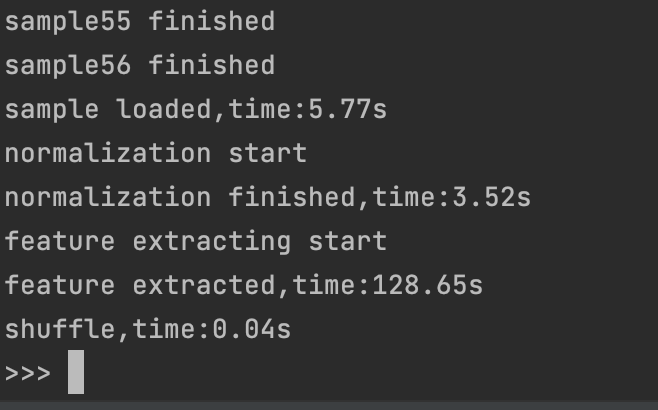 sample55 finished
sample56 finished
sample loaded,time:5.77s
normalization start
normalization finished,time:3.52s
feature extracting start
feature extracted,time:128.65s
shuffle,time:0.04s
>>>